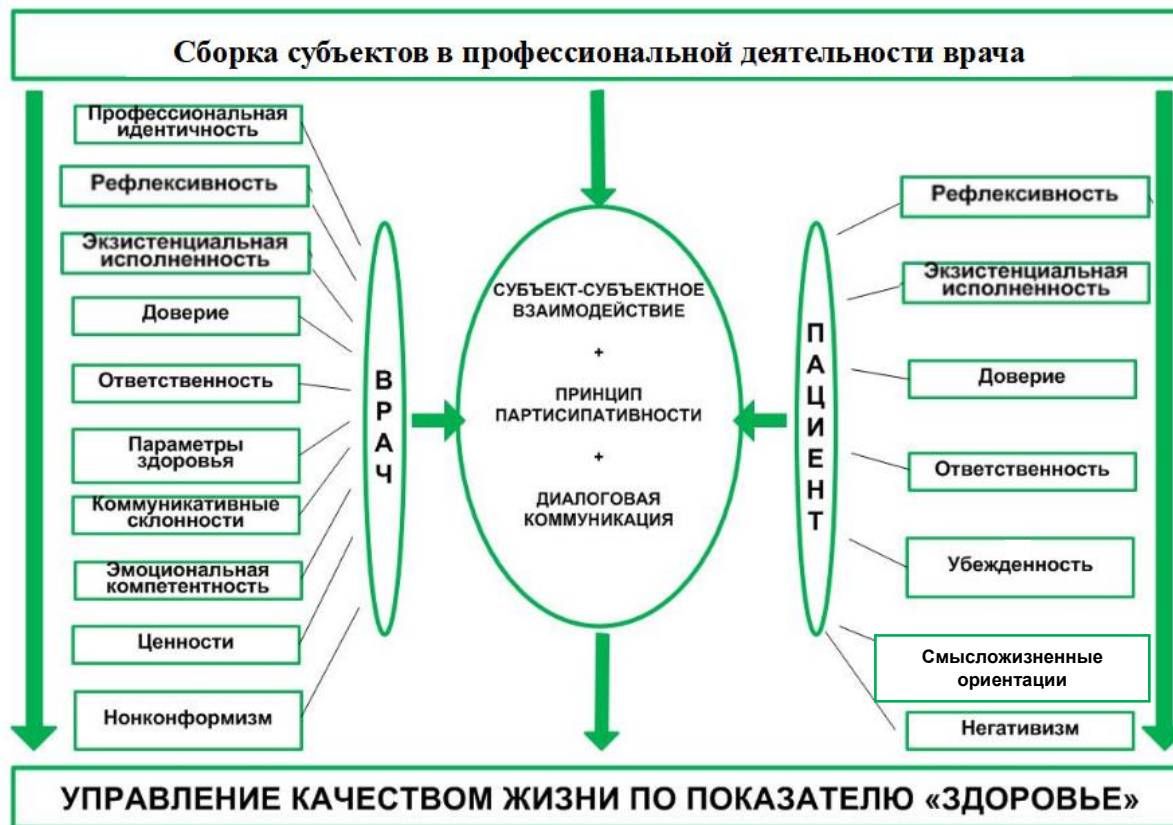 Сборка субъектов в профессиональной деятельности врача
Профессиональная
идентичность
Рефлексивность
Экзистенциальная
исполненность
Доверие
Ответственность
Параметры
здоровья
Коммуникативные
склонности
Эмоциональная
компетентность
Ценности
Нонконформизм
ВРАЧ
СУБЪЕКТ-СУБЪЕКТНОЕ
ВЗАИМОДЕЙСТВИЕ
+
ПРИНЦИП
ПАРТИСИПАТИВНОСТИ
+
ДИАЛОГОВАЯ
КОММУНИКАЦИЯ
ПАЦИЕНТ
Рефлексивность
Экзистенциальная
исполненность
Доверие
Ответственность
Убежденность
Смысложизненные
ориентации
Негативизм
УПРАВЛЕНИЕ КАЧЕСТВОМ ЖИЗНИ ПО ПОКАЗАТЕЛЮ «ЗДОРОВЬЕ»